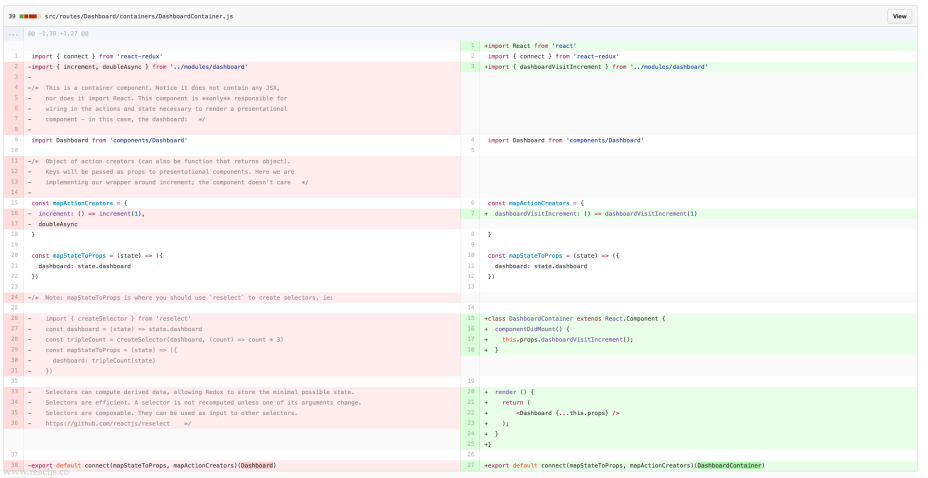 39 src/routes/Dashboard/containers/DashboardContainer.js View
... @@ -1,38 +1,27 @@
1 +import React from 'react'
1 import { connect } from 'react-redux' 2 import { connect } from 'react-redux'
2 -import { increment, doubleAsync } from '../modules/dashboard' 3 +import { dashboardVisitIncrement } from '../modules/dashboard'
3 -
4 -/* This is a container component. Notice it does not contain any JSX,
5 - nor does it import React. This component is **only** responsible for
6 - wiring in the actions and state necessary to render a presentational
7 - component - in this case, the dashboard: */
8 -
9 import Dashboard from 'components/Dashboard' 4 import Dashboard from 'components/Dashboard'
10 5
11 -/* Object of action creators (can also be function that returns object).
12 - Keys will be passed as props to presentational components. Here we are
13 - implementing our wrapper around increment; the component doesn't care */
14 -
15 const mapActionCreators = { 6 const mapActionCreators = {
16 - increment: () => increment(1), 7 + dashboardVisitIncrement: () => dashboardVisitIncrement(1)
17 - doubleAsync
18 } 8 }
19 9
20 const mapStateToProps = (state) => ({ 10 const mapStateToProps = (state) => ({
21 dashboard: state.dashboard 11 dashboard: state.dashboard
22 }) 12 })
23 13
24 -/* Note: mapStateToProps is where you should use `reselect` to create selectors, ie:
25 14
26 - import { createSelector } from 'reselect' 15 +class DashboardContainer extends React.Component {
27 - const dashboard = (state) => state.dashboard 16 + componentDidMount() {
28 - const tripleCount = createSelector(dashboard, (count) => count * 3) 17 + this.props.dashboardVisitIncrement();
29 - const mapStateToProps = (state) => ({ 18 + }
30 - dashboard: tripleCount(state)
31 - })
32 19
33 - Selectors can compute derived data, allowing Redux to store the minimal possible state. 20 + render () {
34 - Selectors are efficient. A selector is not recomputed unless one of its arguments change. 21 + return (
35 - Selectors are composable. They can be used as input to other selectors. 22 + <Dashboard {...this.props} />
36 - https://github.com/reactjs/reselect */ 23 + );
24 + }
25 +}
37 26
38 -export default connect(mapStateToProps, mapActionCreators)(Dashboard) 27 +export default connect(mapStateToProps, mapActionCreators)(DashboardContainer)
www.reactjs.co